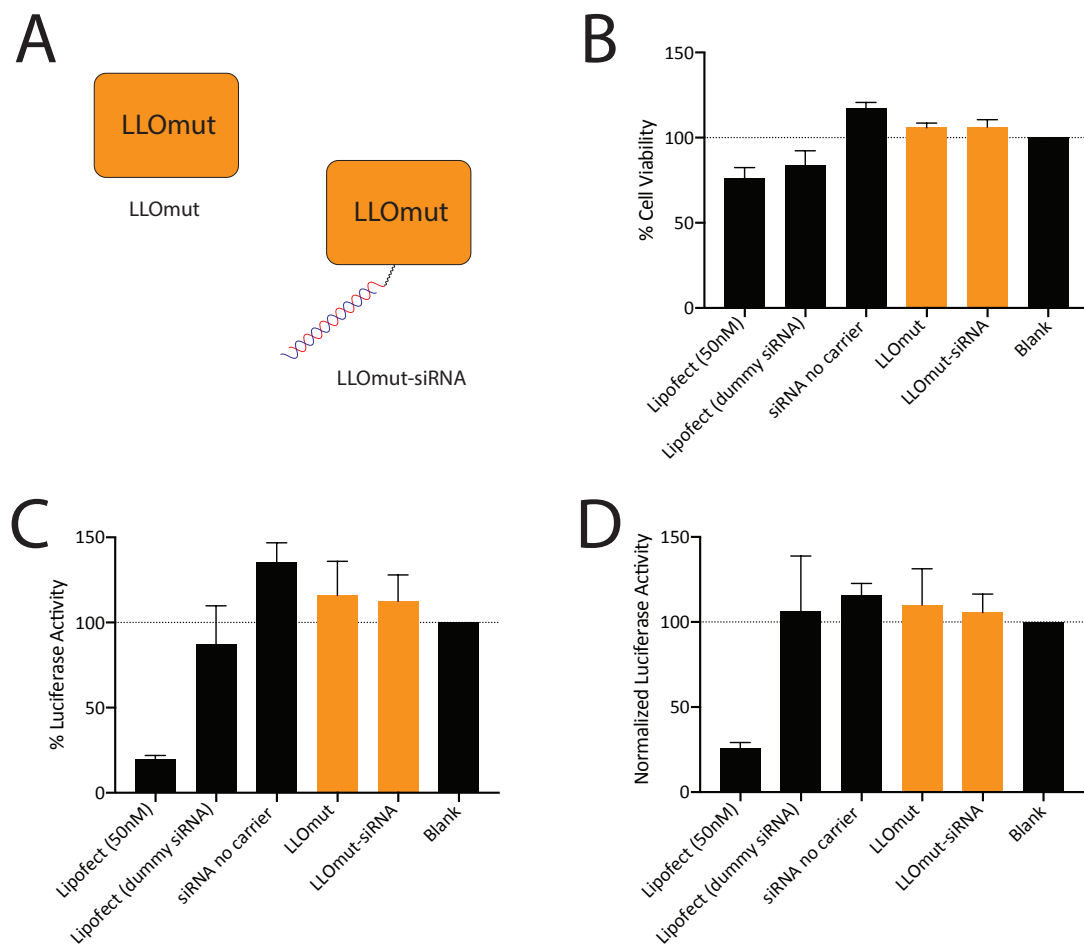 A
LLOmut
LLOmut
LLOmut
LLOmut-siRNA
B
% Cell Viability
150
100
50
0
Lipofect (50nM)
Lipofect (dummy siRNA)
siRNA no carrier
LLOmut
LLOmut-siRNA
Blank
C
% Luciferase Activity
150
100
50
0
Lipofect (50nM)
Lipofect (dummy siRNA)
siRNA no carrier
LLOmut
LLOmut-siRNA
Blank
D
Normalized Luciferase Activity
150
100
50
0
Lipofect (50nM)
Lipofect (dummy siRNA)
siRNA no carrier
LLOmut
LLOmut-siRNA
Blank